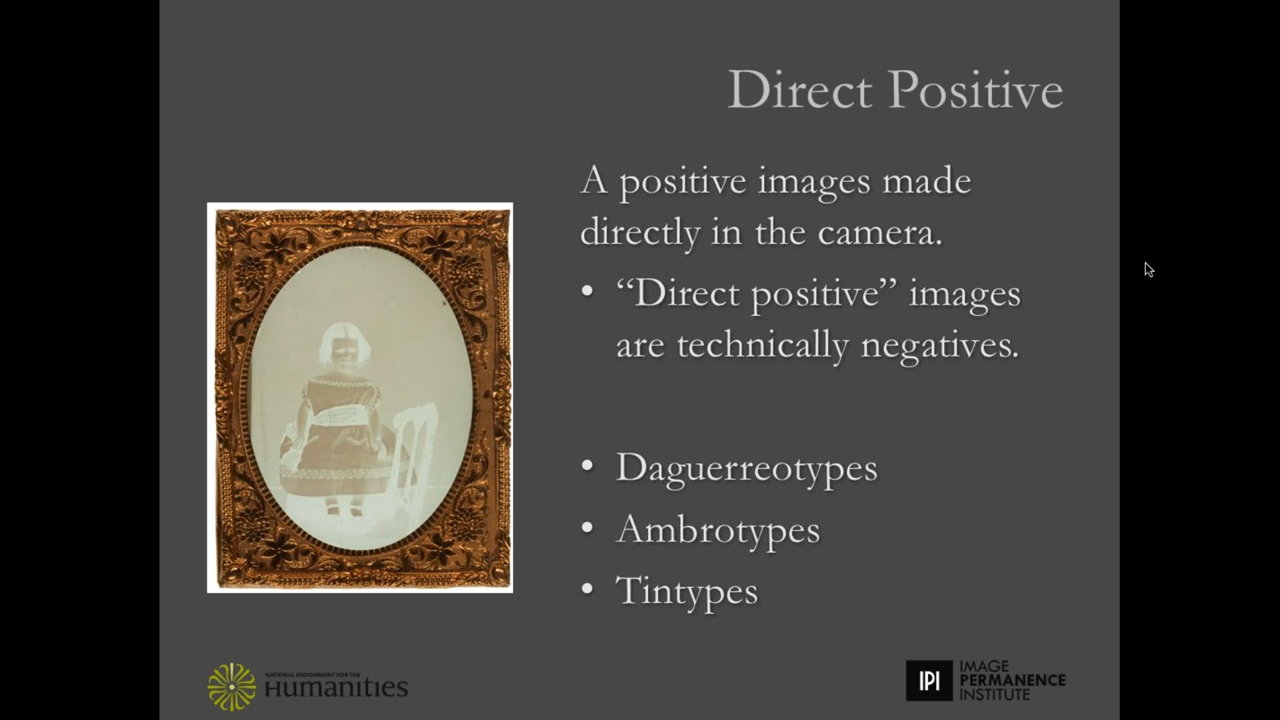 Direct Positive
A positive images made
directly in the camera.
• “Direct positive” images
are technically negatives.
• Daguerreotypes
• Ambrotypes
• Tintypes
NATIONAL ENDOWMENT FOR THE
Humanities
IPI
IMAGE
PERMANENCE
INSTITUTE